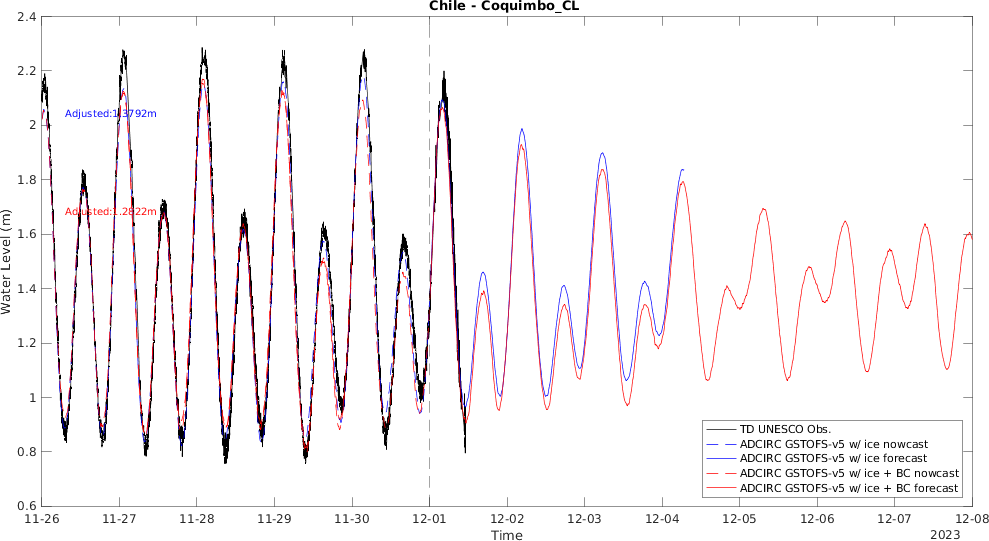 Chile - Coquimbo_CL
2.4
2.2
2
1.8
1.6
1.4
1.2
1
0.8
0.6
Water Level (m)
Adjusted:1.3792m
Adjusted:1.2822m
TD UNESCO Obs.
ADCIRC GSTOFS-v5 w/ ice nowcast
ADCIRC GSTOFS-v5 w/ ice forecast
ADCIRC GSTOFS-v5 w/ ice + BC nowcast
ADCIRC GSTOFS-v5 w/ ice + BC forecast
11-26 11-27 11-28 11-29 11-30 12-01 12-02 12-03 12-04 12-05 12-06 12-07 12-08
Time
2023